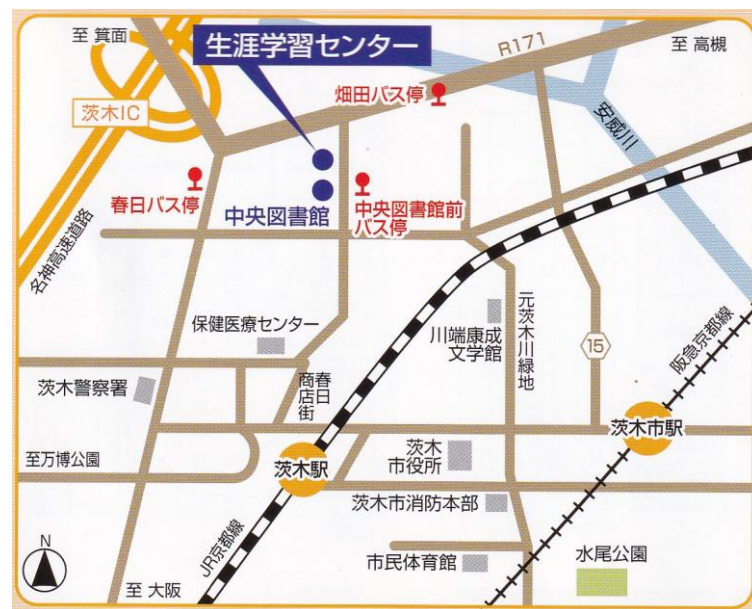 至 箕面
生涯学習センター
R171
至 高槻
畑田バス停
茨木IC
安威川
春日バス停
中央図書館
中央図書館前
バス停
名神高速道路
保健医療センター
川端康成
文学館
元茨木川緑地
15
阪急京都線
茨木警察署
春日
商店街
茨木市駅
至万博公園
茨木駅
茨木
市役所
茨木市消防本部
JR京都線
N
市民体育館
水尾公園
至 大阪